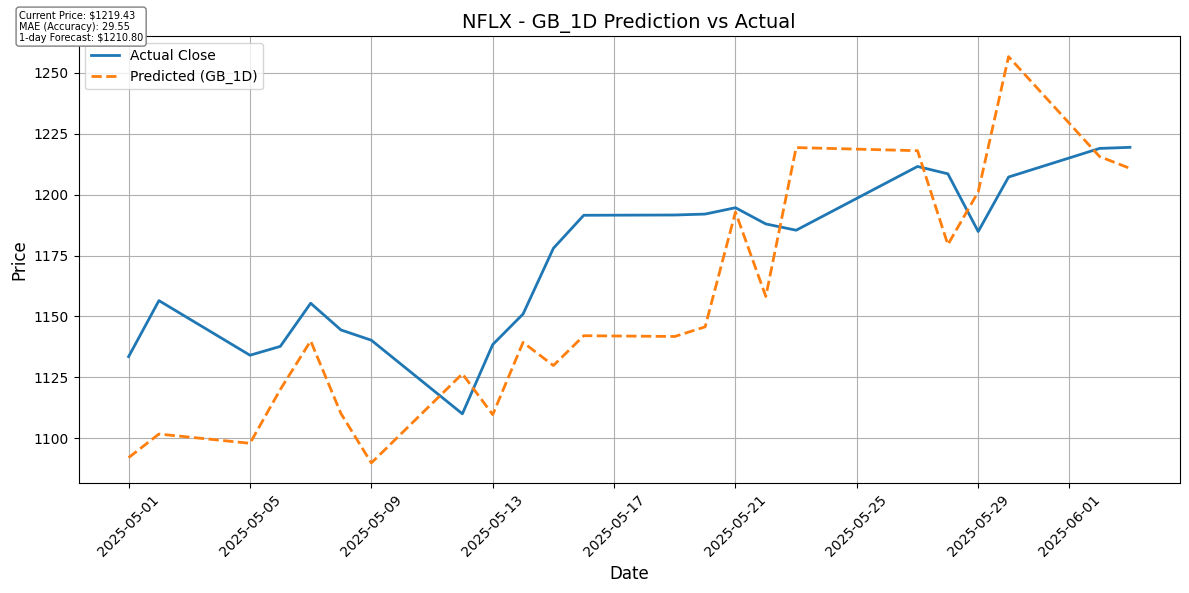 Current Price: $1219.43
MAE (Accuracy): 29.55
1-day Forecast: $1210.80
NFLX - GB_1D Prediction vs Actual
Actual Close
Predicted (GB_1D)
Price
1250
1225
1200
1175
1150
1125
1100
2025-05-01
2025-05-05
2025-05-09
2025-05-13
2025-05-17
2025-05-21
2025-05-25
2025-05-29
2025-06-01
Date